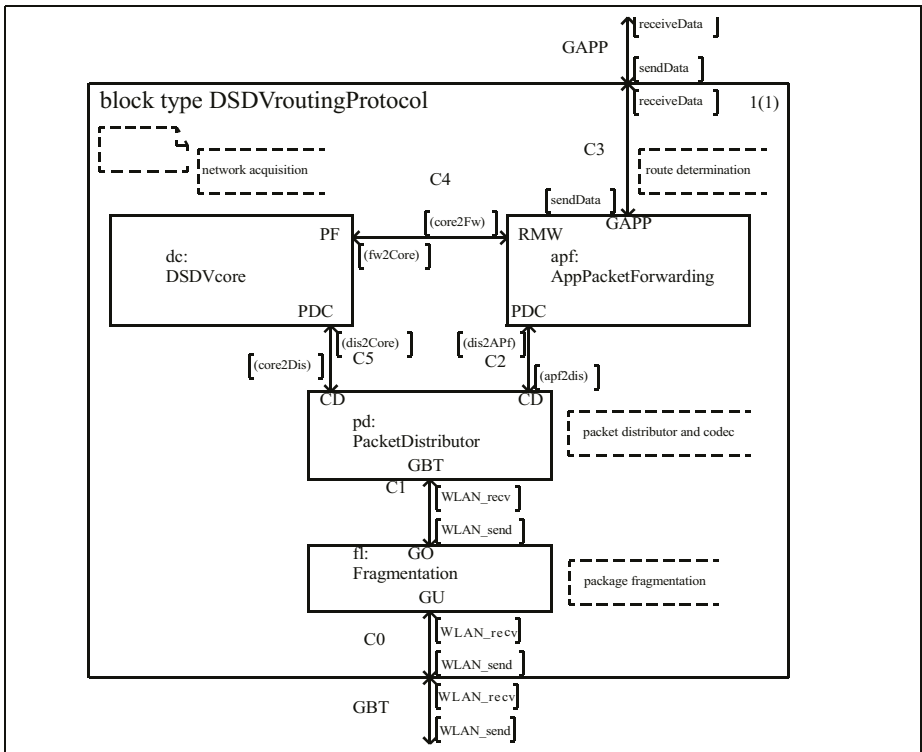 receiveData
GAPP
sendData
block type DSDVroutingProtocol
receiveData
1(1)
C3
network acquisition
route determination
C4
sendData
(core2Fw)
GAPP
PF
RMW
(fw2Core)
dc:
DSDVcore
apf:
AppPacketForwarding
PDC
PDC
(dis2Core)
(dis2APf)
C5
C2
(core2Dis)
(apf2dis)
CD
CD
pd:
PacketDistributor
packet distributor and codec
GBT
C1
WLAN_recv
WLAN_send
fl:
GO
Fragmentation
package fragmentation
GU
C0
WLAN_recv
WLAN_send
GBT
WLAN_recv
WLAN_send